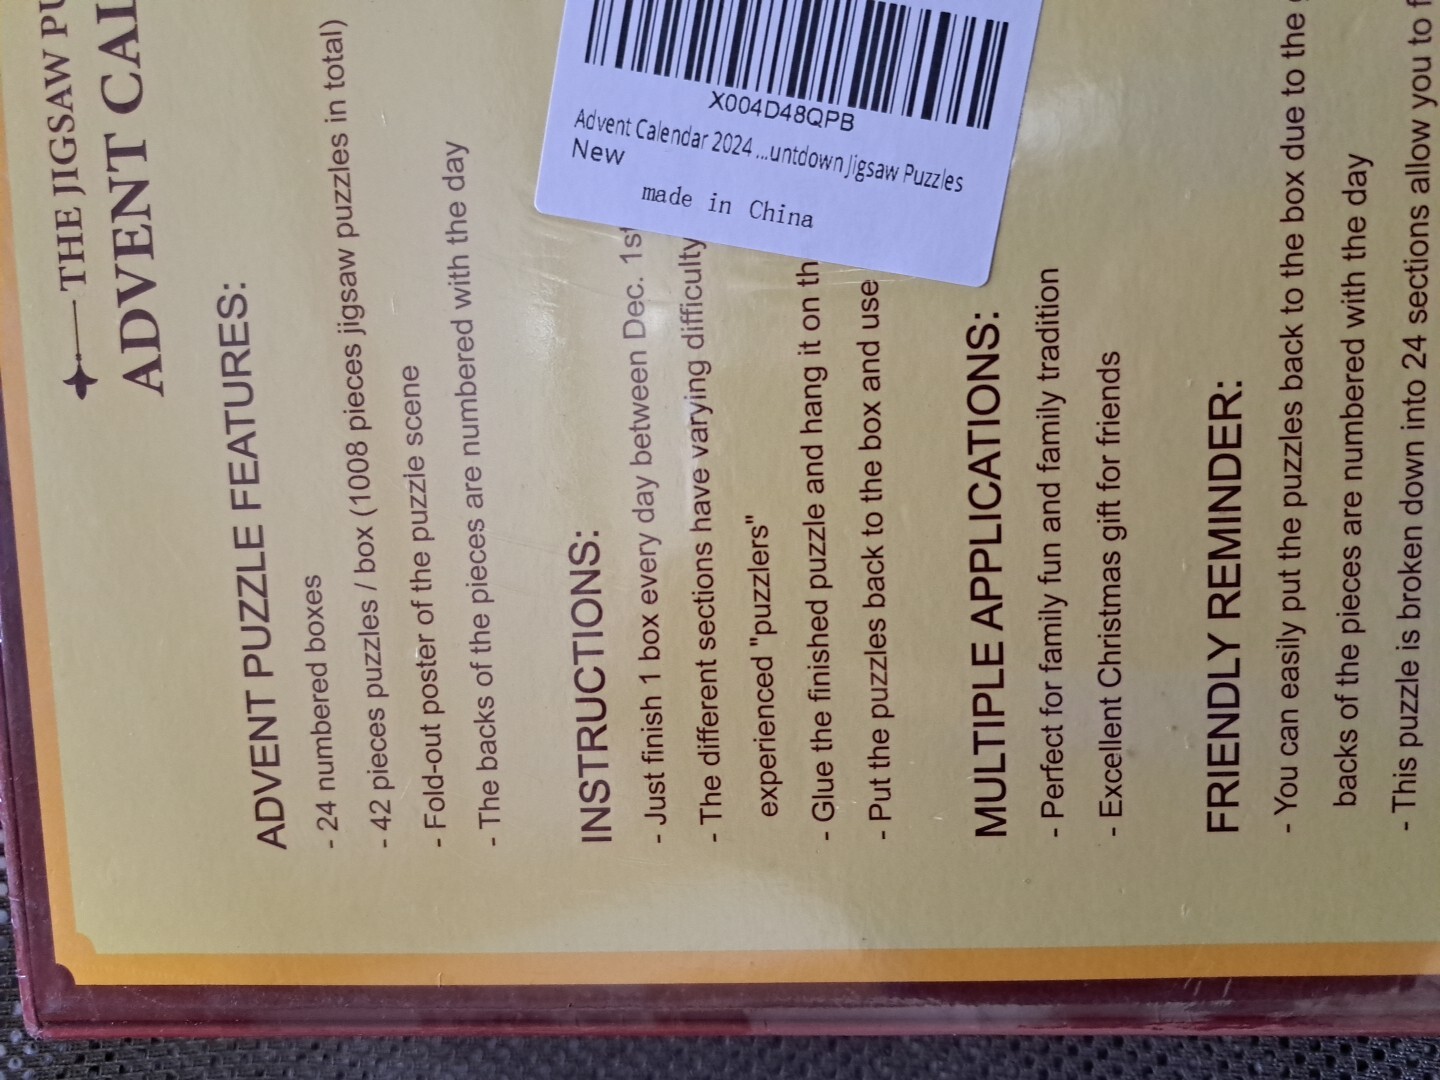 THE JIGSAW
ADVENT
ADVENT PUZZLE FEATURES:
- 24 numbered boxes
- 42 pieces puzzles / box (1008 pieces jigsaw puzzles in total)
- Fold-out poster of the puzzle scene
- The backs of the pieces are numbered with the day
INSTRUCTIONS:
- Just finish 1 box every day between Dec. 1st
- The different sections have varying difficulty
experienced "puzzlers"
- Glue the finished puzzle and hang it on
- Put the puzzles back to the box and use
MULTIPLE APPLICATIONS:
- Perfect for family fun and family tradition
- Excellent Christmas gift for friends
FRIENDLY REMINDER:
- You can easily put the puzzles back to the box due to the
backs of the pieces are numbered with the day
- This puzzle is broken down into 24 sections allow you to
X004D48QPB
Advent Calendar 2024 ...untdown Jigsaw Puzzles
New
made in China